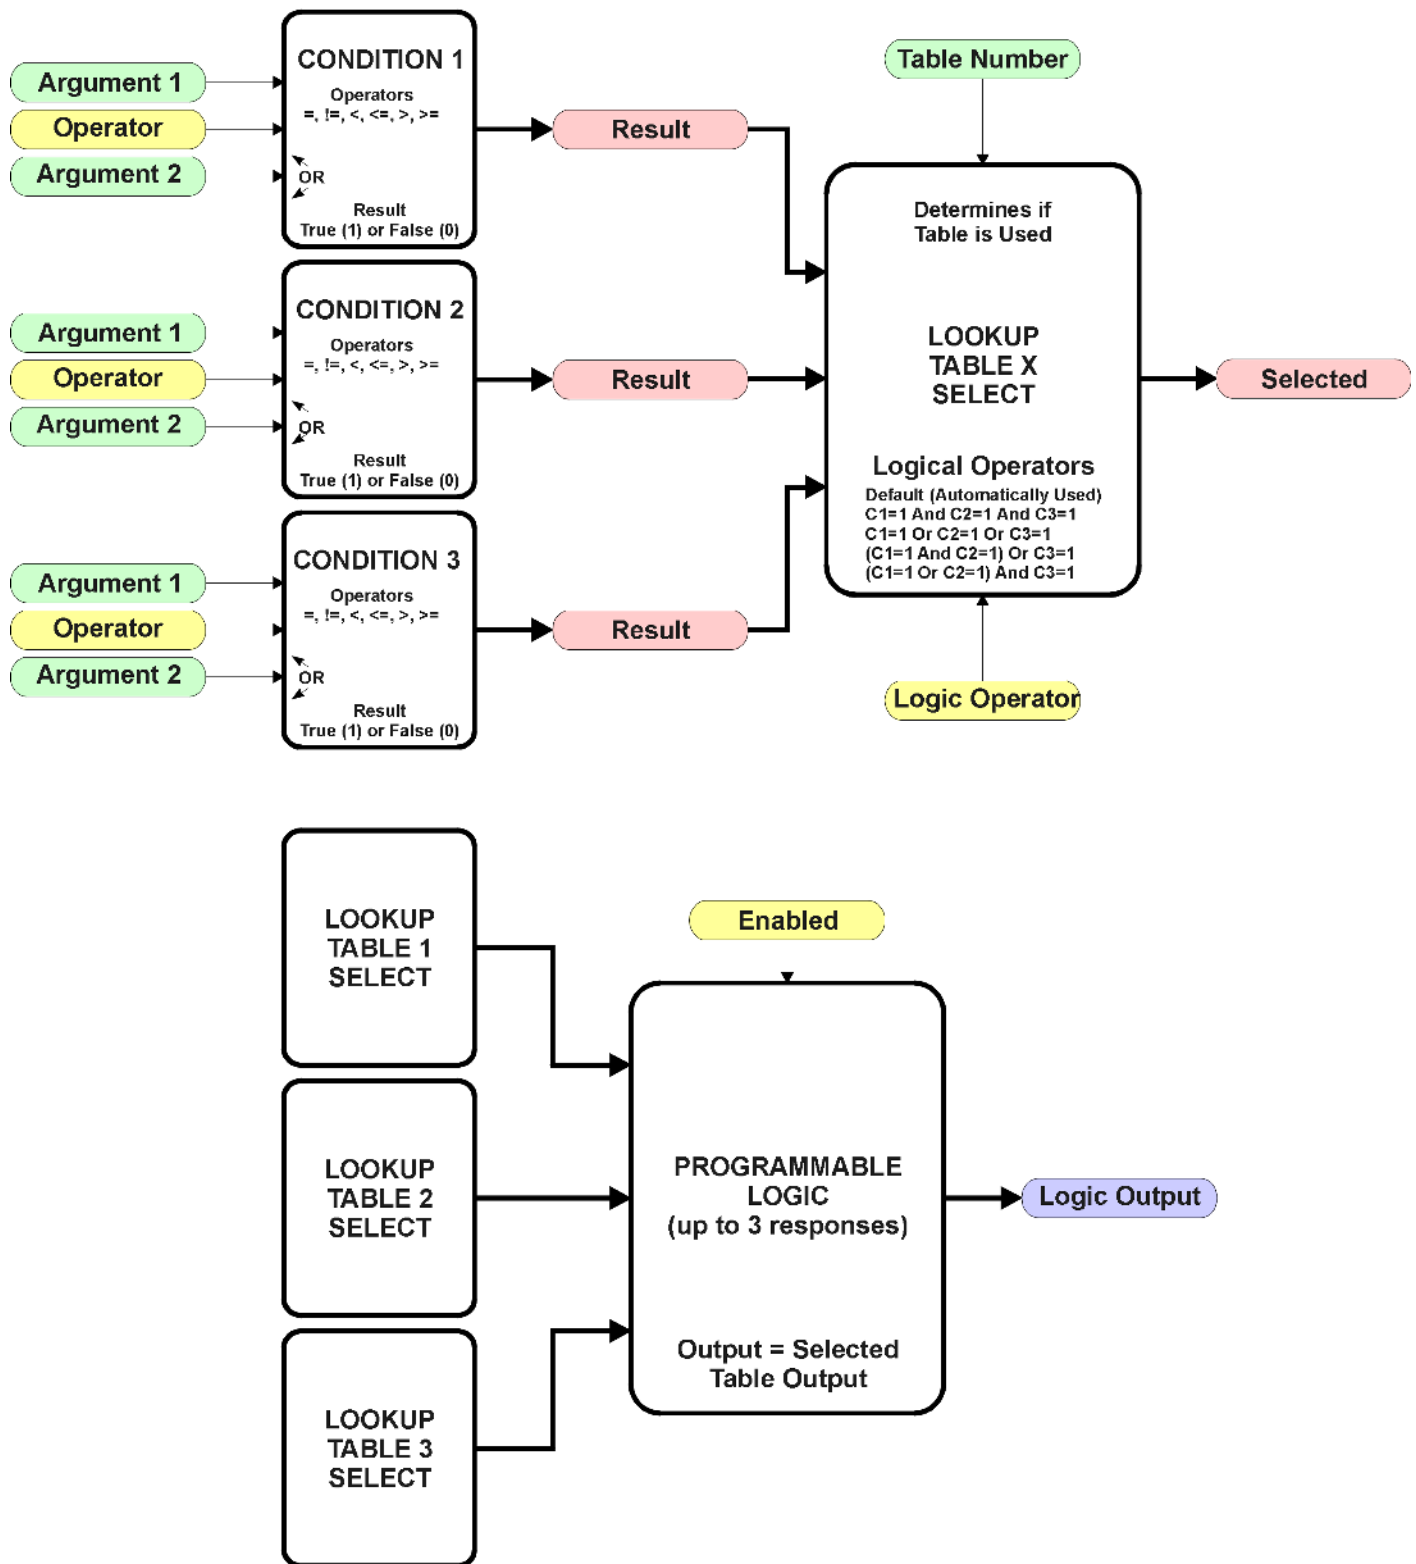 Argument 1
Operator
Argument 2
CONDITION 1
Operators
=, !=, <, <=, >, >=
OR
Result
True (1) or False (0)
Result
Argument 1
Operator
Argument 2
CONDITION 2
Operators
=, !=, <, <=, >, >=
OR
Result
True (1) or False (0)
Result
Argument 1
Operator
Argument 2
CONDITION 3
Operators
=, !=, <, <=, >, >=
OR
Result
True (1) or False (0)
Result
Table Number
Determines if
Table is Used
LOOKUP
TABLE X
SELECT
Logical Operators
Default (Automatically Used)
C1=1 And C2=1 And C3=1
C1=1 Or C2=1 Or C3=1
(C1=1 And C2=1) Or C3=1
(C1=1 Or C2=1) And C3=1
Logic Operator
Selected
LOOKUP
TABLE 1
SELECT
LOOKUP
TABLE 2
SELECT
LOOKUP
TABLE 3
SELECT
Enabled
PROGRAMMABLE
LOGIC
(up to 3 responses)
Output = Selected
Table Output
Logic Output